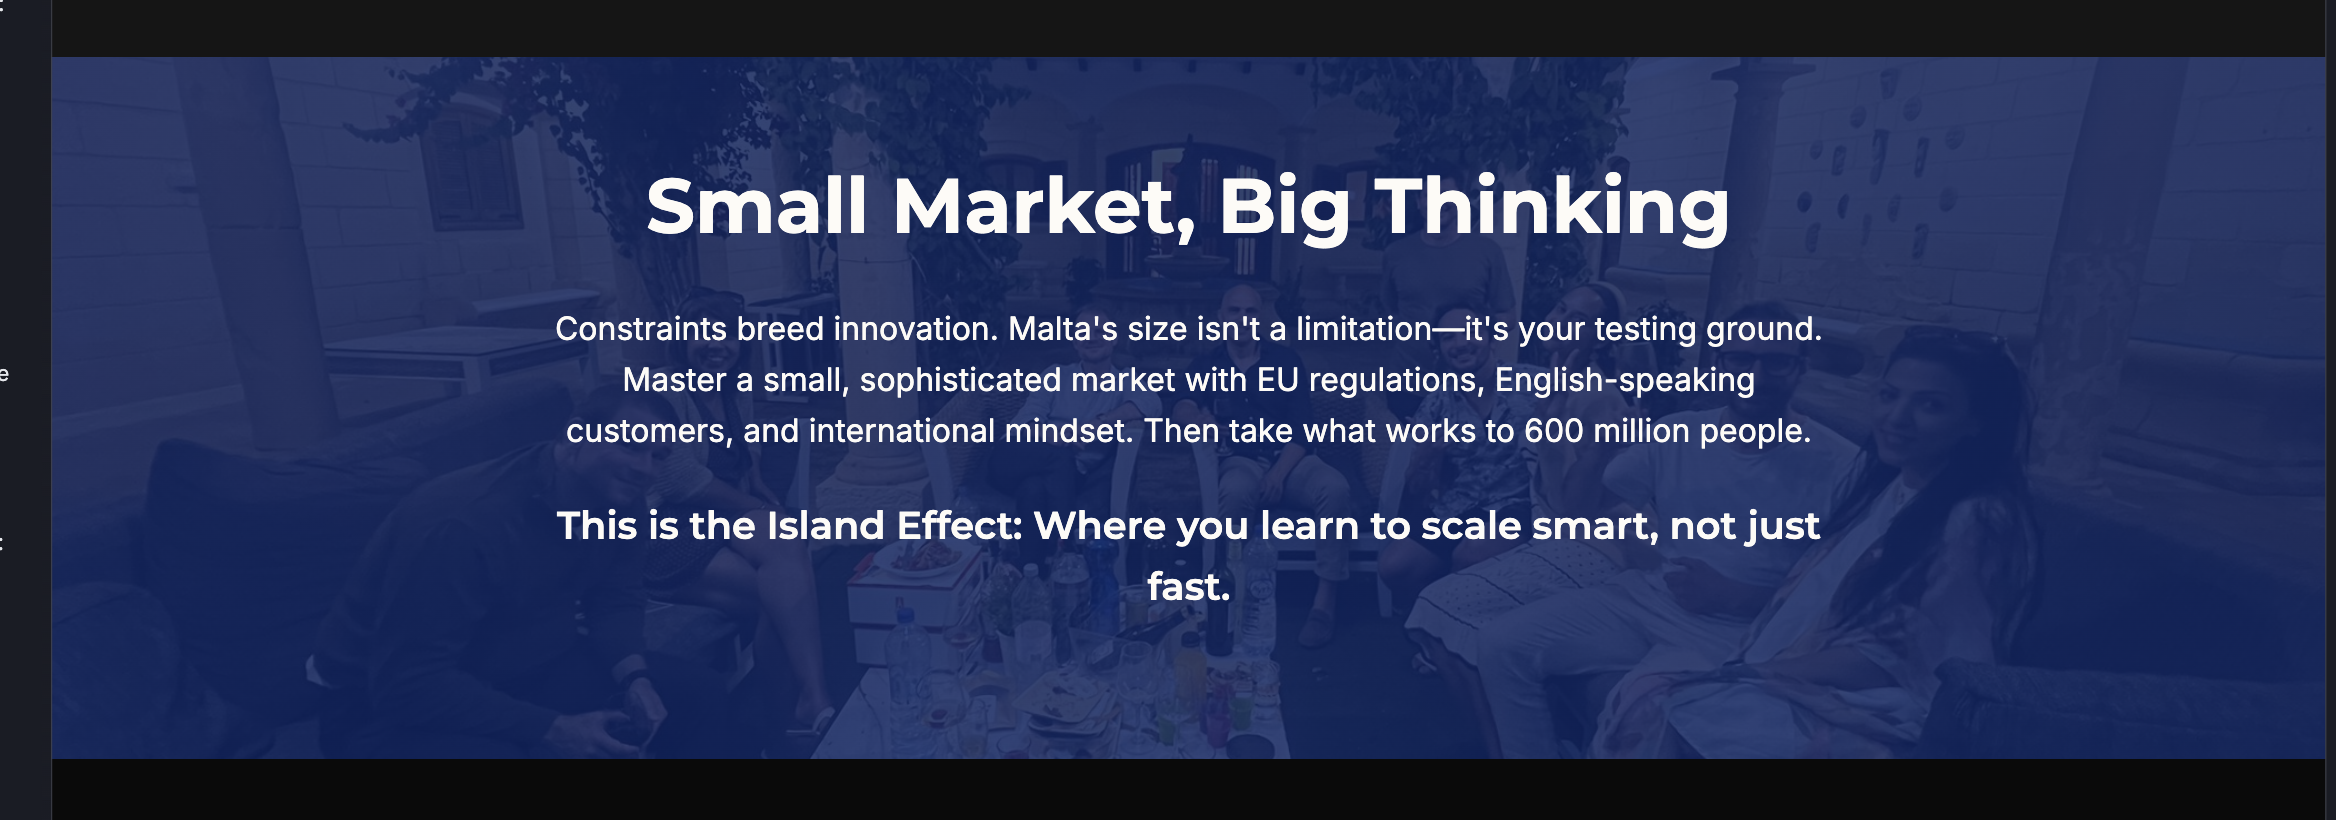 Small Market, Big Thinking
Constraints breed innovation. Malta's size isn't a limitation—it's your testing ground.
Master a small, sophisticated market with EU regulations, English-speaking
customers, and international mindset. Then take what works to 600 million people.
This is the Island Effect: Where you learn to scale smart, not just
fast.